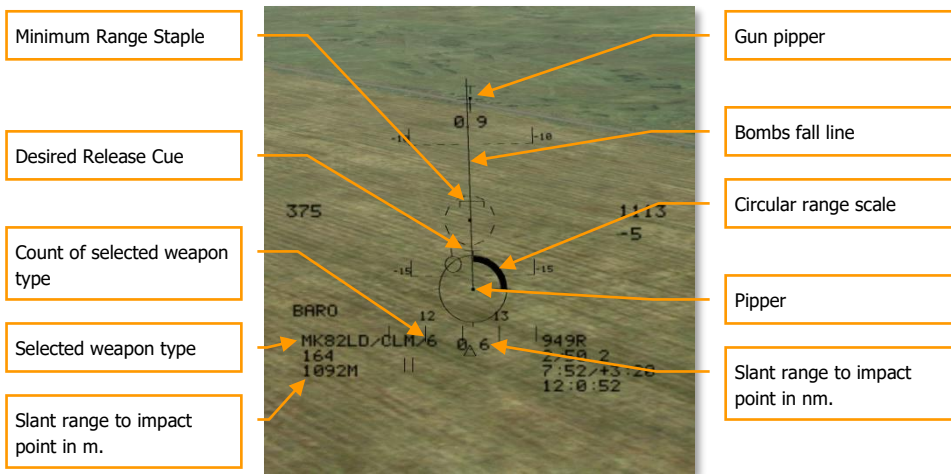 Minimum Range Staple
Desired Release Cue
Count of selected weapon
type
Selected weapon type
Slant range to impact
point in m.
0.9
-10 -10
375
1113
-5
-15 -15
BARO
12 13
MK82LD/CLM/6
164
1092M
0.6
949R
2/50.2
7:52/+3:20
12:0:52
Gun pipper
Bombs fall line
Circular range scale
Pipper
Slant range to impact
point in nm.